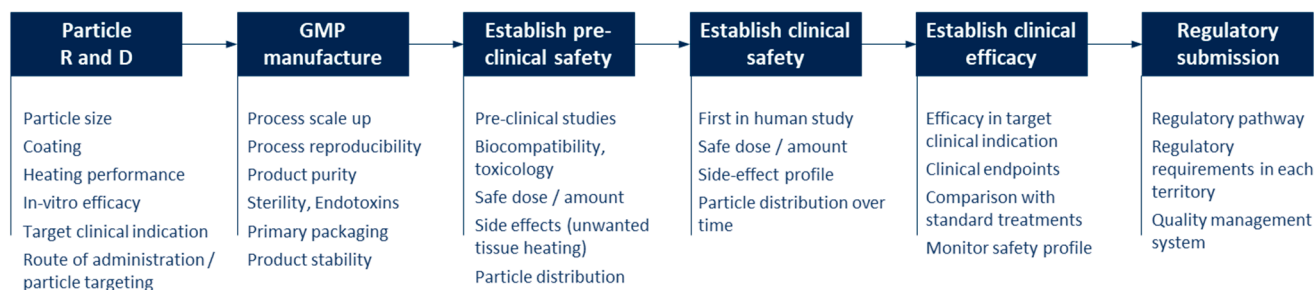 Particle
R and D
GMP
manufacture
Establish pre-
clinical safety
Establish clinical
safety
Establish clinical
efficacy
Regulatory
submission
Particle size
Coating
Heating performance
In-vitro efficacy
Target clinical indication
Route of administration /
particle targeting
Process scale up
Process reproducibility
Product purity
Sterility, Endotoxins
Primary packaging
Product stability
Pre-clinical studies
Biocompatibility,
toxicology
Safe dose / amount
Side effects (unwanted
tissue heating)
Particle distribution
First in human study
Safe dose / amount
Side-effect profile
Particle distribution over
time
Efficacy in target
clinical indication
Clinical endpoints
Comparison with
standard treatments
Monitor safety profile
Regulatory pathway
Regulatory
requirements in each
territory
Quality management
system